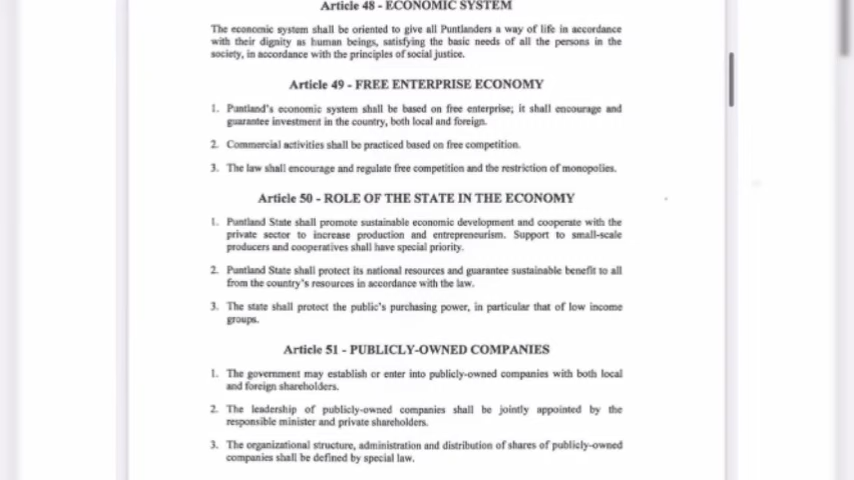 Article 48 - ECONOMIC SYSTEM
The economic system shall be oriented to give all Puntlanders a way of life in accordance
with their dignity as human beings, satisfying the basic needs of all the persons in the
society, in accordance with the principles of social justice.
Article 49 - FREE ENTERPRISE ECONOMY
1. Puntland's economic system shall be based on free enterprise; it shall encourage and
guarantee investment in the country, both local and foreign.
2. Commercial activities shall be practiced based on free competition.
3. The law shall encourage and regulate free competition and the restriction of monopolies.
Article 50 - ROLE OF THE STATE IN THE ECONOMY
1. Puntland State shall promote sustainable economic development and cooperate with the
private sector to increase production and entrepreneurism. Support to small-scale
producers and cooperatives shall have special priority.
2. Puntland State shall protect its national resources and guarantee sustainable benefit to all
from the country's resources in accordance with the law.
3. The state shall protect the public's purchasing power, in particular that of low income
groups.
Article 51 - PUBLICLY-OWNED COMPANIES
1. The government may establish or enter into publicly-owned companies with both local
and foreign shareholders.
2. The leadership of publicly-owned companies shall be jointly appointed by the
responsible minister and private shareholders.
3. The organizational structure, administration and distribution of shares of publicly-owned
companies shall be defined by special law.